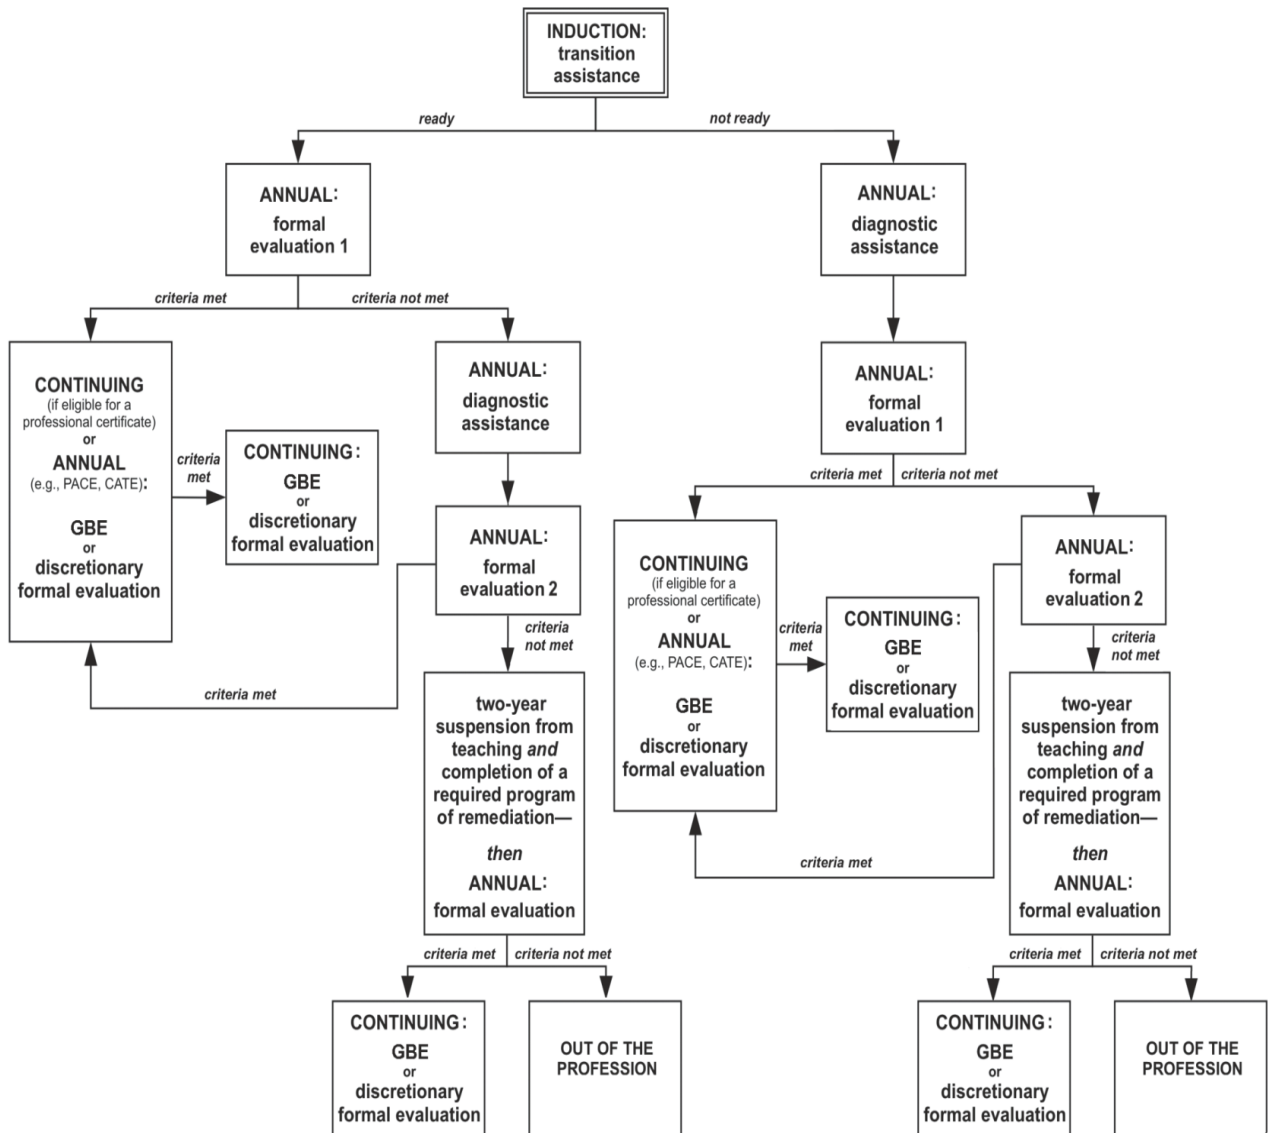 INDUCTION:
transition
assistance
ready
not ready
ANNUAL:
formal
evaluation 1
ANNUAL:
diagnostic
assistance
criteria met
criteria not met
CONTINUING
(if eligible for a
professional certificate)
or
ANNUAL
(e.g., PACE, CATE):
GBE
or
discretionary
formal evaluation
criteria
met
CONTINUING:
GBE
or
discretionary
formal evaluation
ANNUAL:
diagnostic
assistance
ANNUAL:
formal
evaluation 2
criteria
not met
criteria met
two-year
suspension from
teaching and
completion of a
required program
of remediation—
then
ANNUAL:
formal evaluation
criteria met
criteria not met
CONTINUING:
GBE
or
discretionary
formal evaluation
OUT OF THE
PROFESSION
ANNUAL:
formal
evaluation 1
criteria met
criteria not met
CONTINUING
(if eligible for a
professional certificate)
or
ANNUAL
(e.g., PACE, CATE):
GBE
or
discretionary
formal evaluation
criteria
met
CONTINUING:
GBE
or
discretionary
formal evaluation
ANNUAL:
formal
evaluation 2
criteria
not met
criteria met
two-year
suspension from
teaching and
completion of a
required program
of remediation—
then
ANNUAL:
formal evaluation
criteria met
criteria not met
CONTINUING:
GBE
or
discretionary
formal evaluation
OUT OF THE
PROFESSION